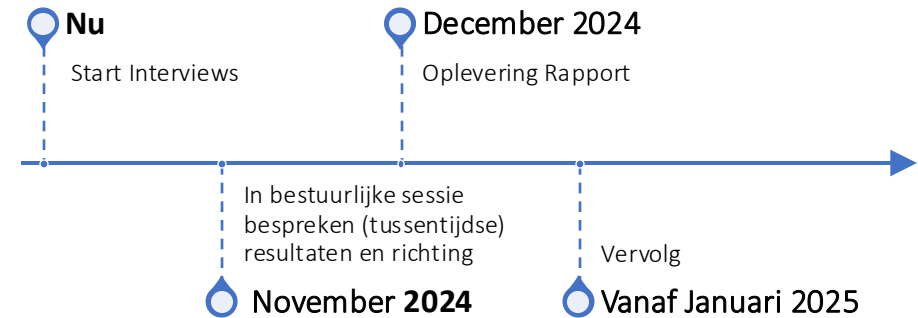 Nu
Start Interviews
December 2024
Oplevering Rapport
In bestuurlijke sessie
bespreken (tussentijdse)
resultaten en richting
November 2024
Vervolg
Vanaf Januari 2025